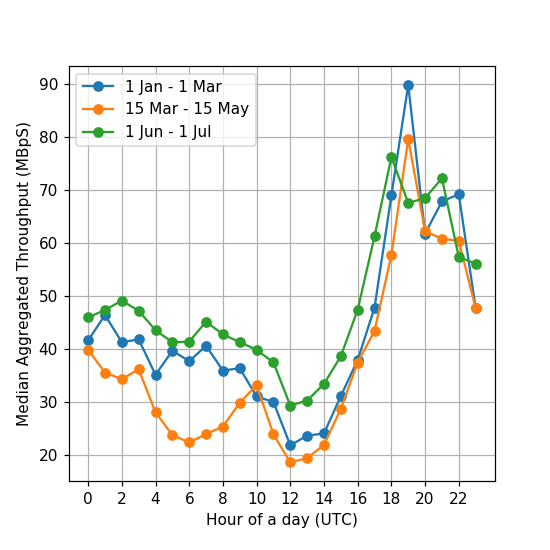 1 Jan - 1 Mar
15 Mar - 15 May
1 Jun - 1 Jul
Median Aggregated Throughput (MBpS)
90
80
70
60
50
40
30
20
0 2 4 6 8 10 12 14 16 18 20 22
Hour of a day (UTC)